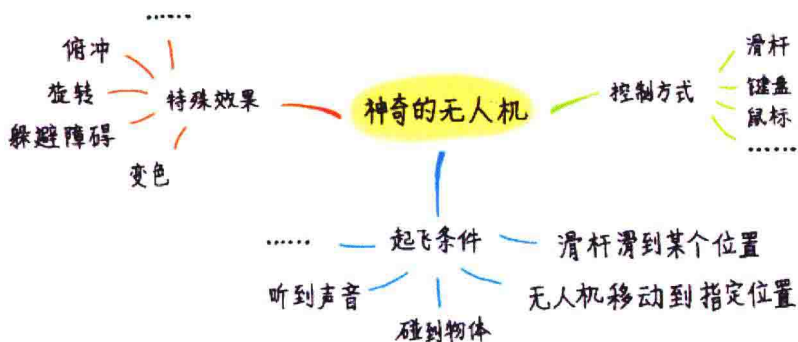 神奇的无人机
特殊效果
……
俯冲
旋转
躲避障碍
变色
控制方式
滑杆
键盘
鼠标
……
起飞条件
……
听到声音
碰到物体
无人机移动到指定位置
滑杆滑到某个位置